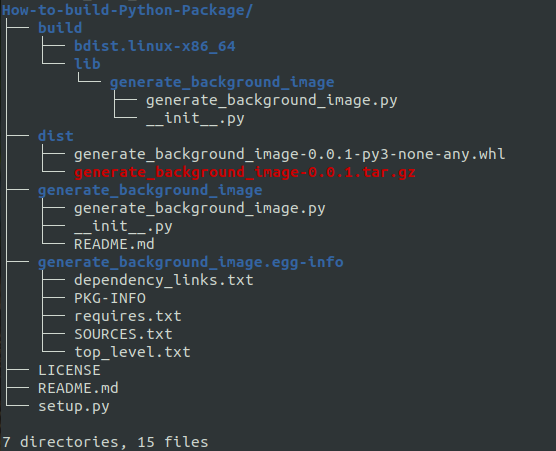 How-to-build-Python-Package/
├── build
│   ├── bdist.linux-x86_64
│   └── lib
│       └── generate_background_image
│           ├── generate_background_image.py
│           └── __init__.py
├── dist
│   ├── generate_background_image-0.0.1-py3-none-any.whl
│   └── generate_background_image-0.0.1.tar.gz
├── generate_background_image
│   ├── generate_background_image.py
│   ├── __init__.py
│   └── README.md
├── generate_background_image.egg-info
│   ├── dependency_links.txt
│   ├── PKG-INFO
│   ├── requires.txt
│   ├── SOURCES.txt
│   └── top_level.txt
├── LICENSE
├── README.md
└── setup.py
7 directories, 15 files